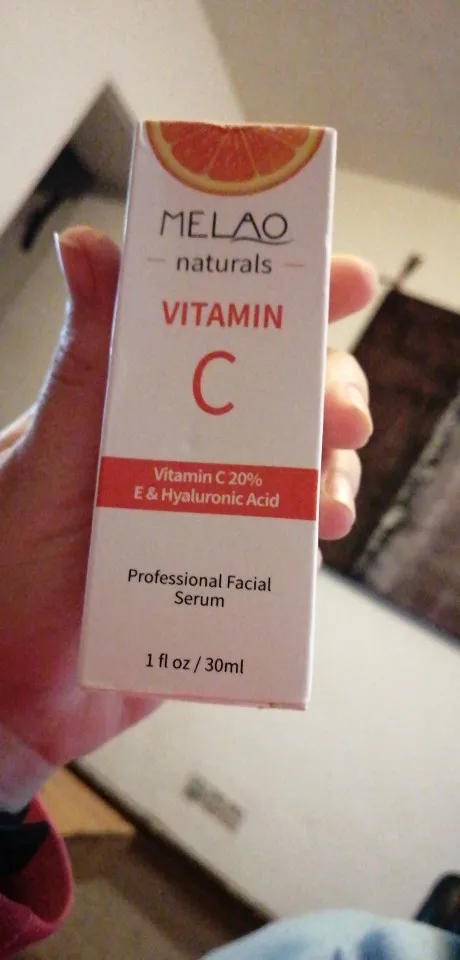 MELAO
naturals
VITAMIN
C
Vitamin C 20%
E & Hyaluronic Acid
Professional Facial
Serum
1 fl oz / 30ml